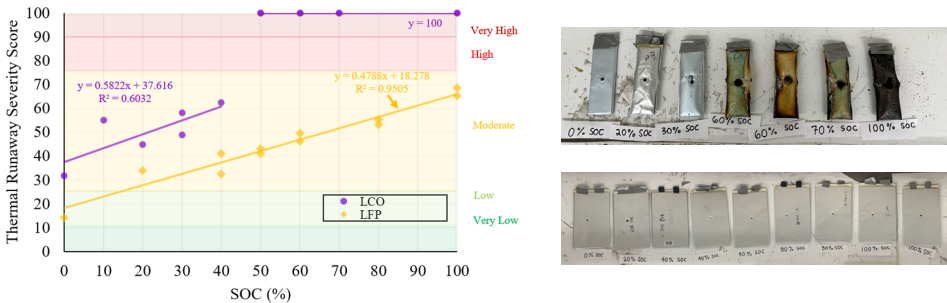 Thermal Runaway Severity Score
100
90
80
70
60
50
40
30
20
10
0
y = 100
y = 0.5822x + 37.616
R² = 0.6032
y = 0.4788x + 18.278
R² = 0.9505
Very High
High
Moderate
Low
Very Low
LCO
LFP
0 10 20 30 40 50 60 70 80 90 100
SOC (%)
0% SOC 20% SOC 30% SOC 60% SOC 60% SOC 70% SOC 100% SOC
0% SOC 20% SOC 40% SOC 40% SOC 50% SOC 80% SOC 100% SOC 100% SOC